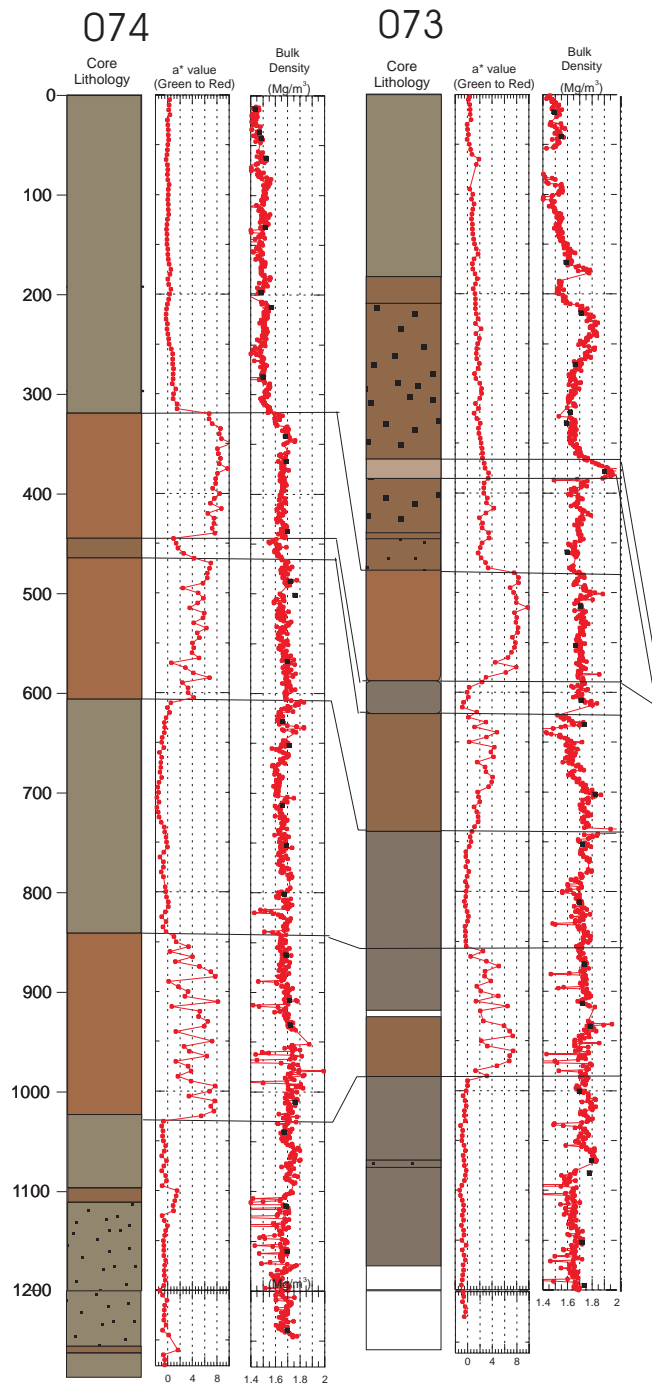 074
073
Core
Lithology
a* value
(Green to Red)
Bulk
Density
(Mg/m³)
Core
Lithology
a* value
(Green to Red)
Bulk
Density
(Mg/m³)
0
100
200
300
400
500
600
700
800
900
1000
1100
1200
(Mg/m³)
1.4 1.6 1.8 2
0 4 8
1.4 1.6 1.8 2
0 4 8